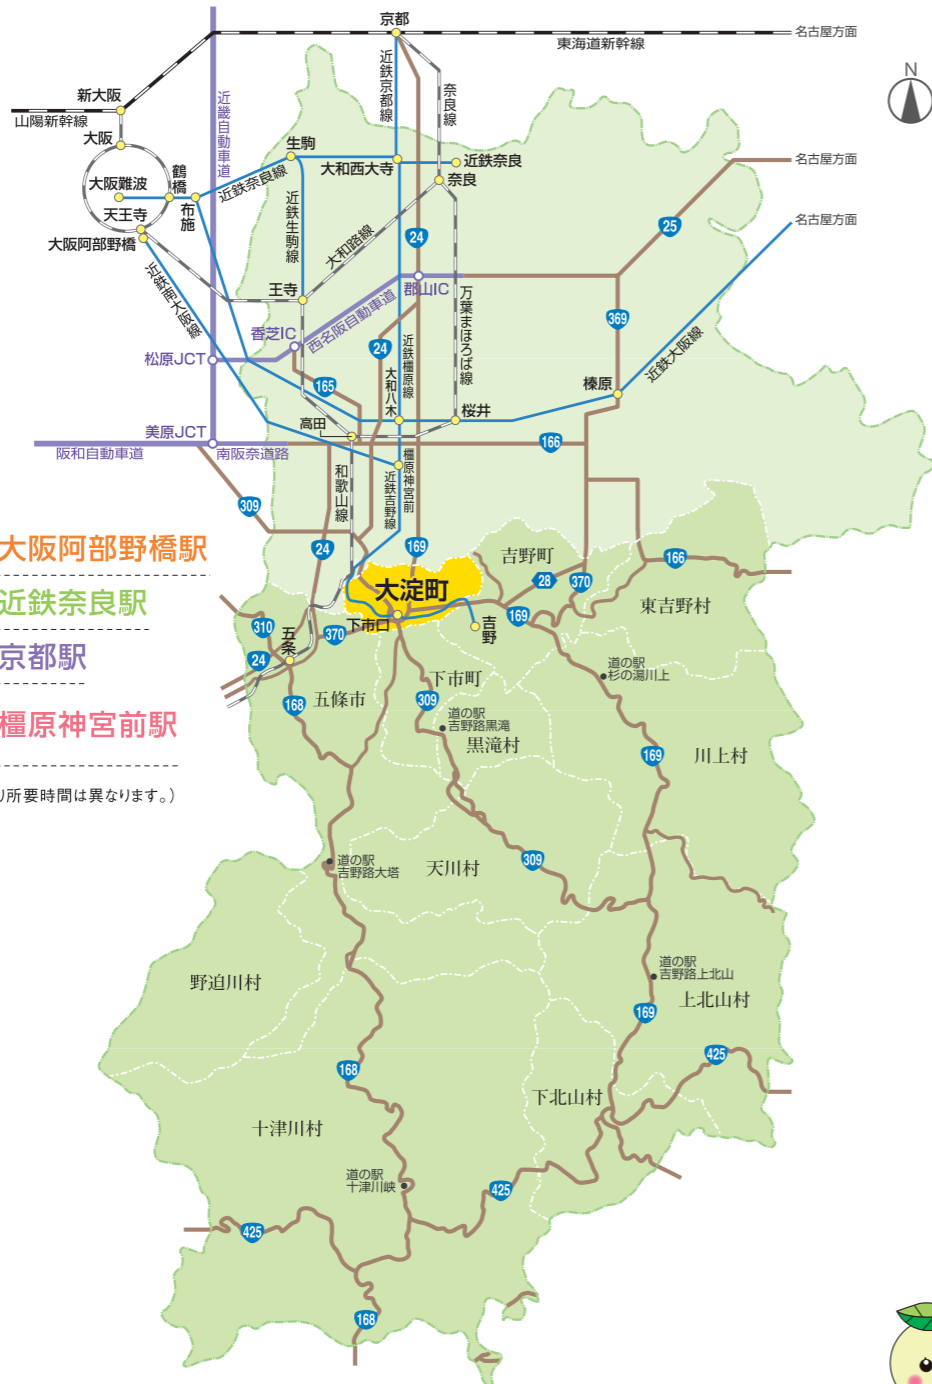 京都
東海道新幹線
名古屋方面
N
新大阪
山陽新幹線
近畿自動車道
近鉄京都線
奈良線
大阪
生駒
大和西大寺
近鉄奈良
名古屋方面
鶴橋
大阪難波
布施
近鉄奈良線
奈良
天王寺
大阪阿部野橋
近鉄生駒線
大和路線
24
25
名古屋方面
近鉄南大阪線
王寺
郡山IC
万葉まほろば線
香芝IC
西名阪自動車道
369
松原JCT
24
近鉄橿原線
近鉄大阪線
165
大和八木
榛原
高田
桜井
美原JCT
阪和自動車道
南阪奈道路
166
和歌山線
橿原神宮前
近鉄吉野線
309
大阪阿部野橋駅
24
169
吉野町
166
28
370
近鉄奈良駅
大淀町
東吉野村
310
370
下市口
169
吉野
京都駅
五条
24
道の駅
杉の湯川上
下市町
五條市
168
309
橿原神宮前駅
道の駅
吉野路黒滝
黒滝村
169
川上村
り所要時間は異なります。)
道の駅
吉野路大塔
天川村
309
野迫川村
道の駅
吉野路上北山
上北山村
169
425
168
下北山村
十津川村
道の駅
十津川峡
425
425
168